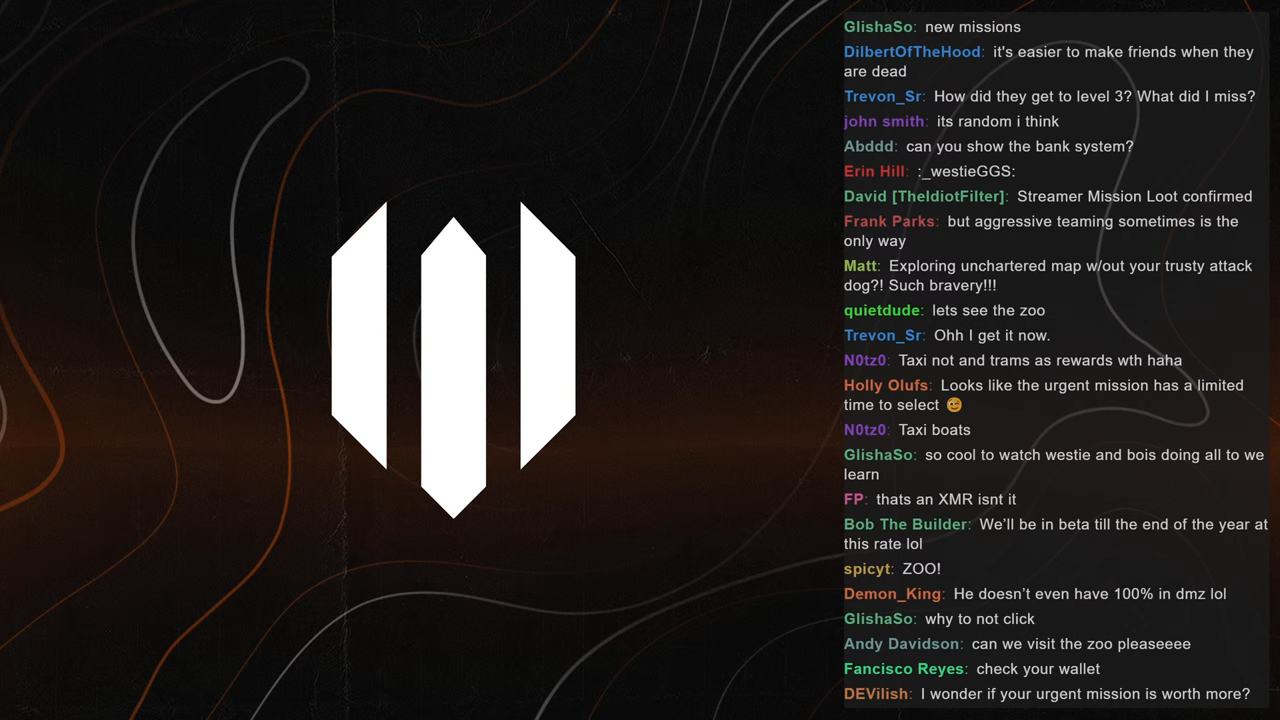 GlishaSo: new missions
DilbertOfTheHood: it's easier to make friends when they
are dead
Trevon_Sr: How did they get to level 3? What did I miss?
john smith: its random i think
Abddd: can you show the bank system?
Erin Hill: :_westieGGS:
David [TheIdiotFilter]: Streamer Mission Loot confirmed
Frank Parks: but aggressive teaming sometimes is the
only way
Matt: Exploring unchartered map w/out your trusty attack
dog?! Such bravery!!!
quietdude: lets see the zoo
Trevon_Sr: Ohh I get it now.
N0tz0: Taxi not and trams as rewards wth haha
Holly Olufs: Looks like the urgent mission has a limited
time to select 😉
N0tz0: Taxi boats
GlishaSo: so cool to watch westie and bois doing all to we
learn
FP: thats an XMR isnt it
Bob The Builder: We’ll be in beta till the end of the year at
this rate lol
spicyt: ZOO!
Demon_King: He doesn’t even have 100% in dmz lol
GlishaSo: why to not click
Andy Davidson: can we visit the zoo pleaseeee
Fancisco Reyes: check your wallet
DEVilish: I wonder if your urgent mission is worth more?